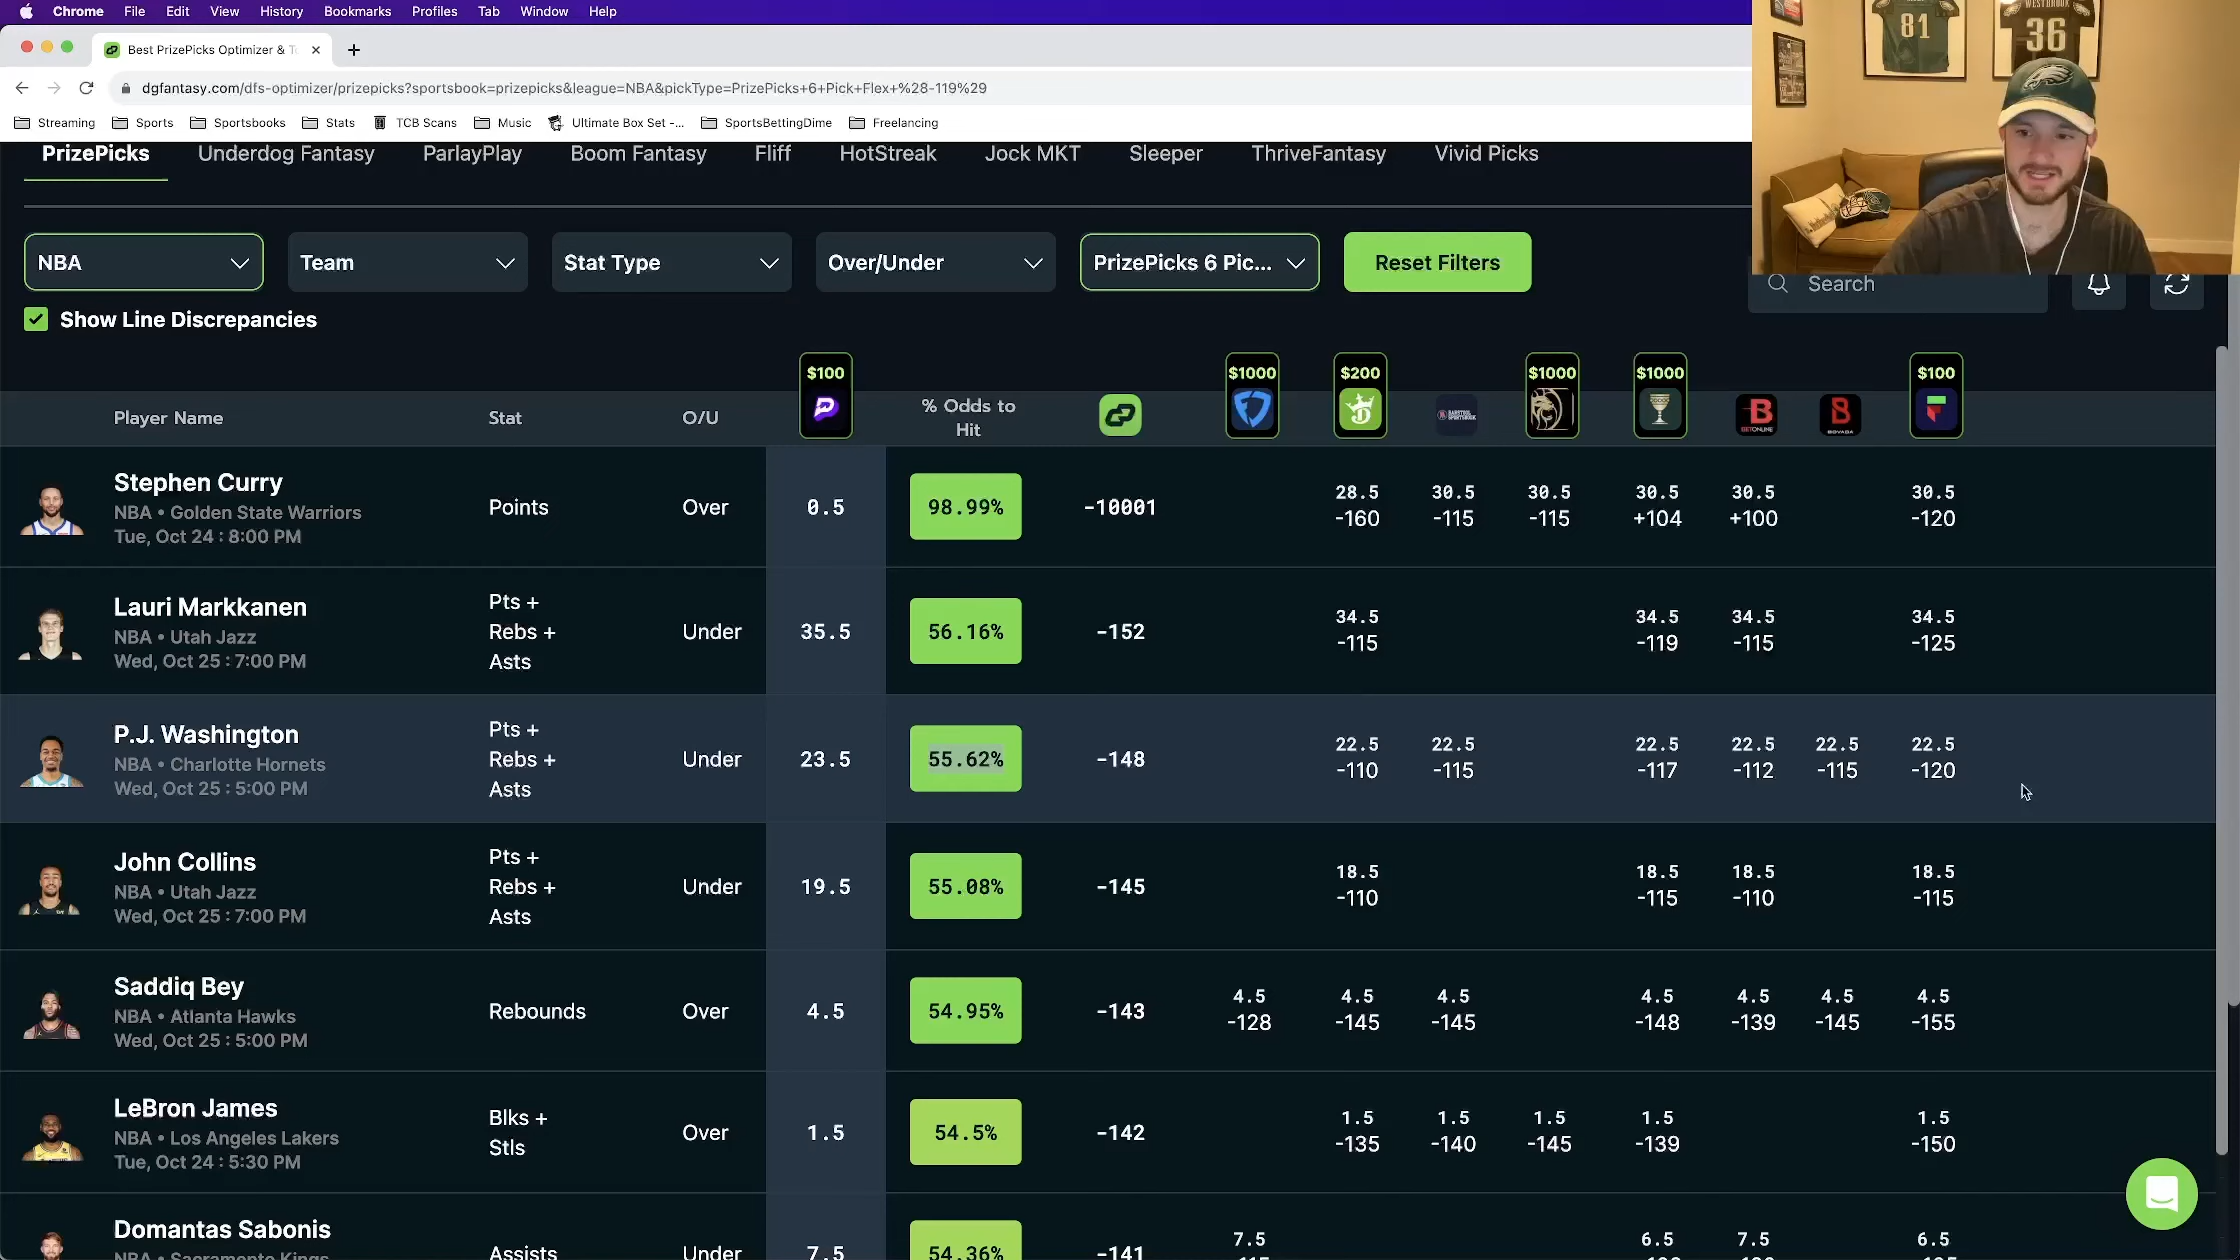 Chrome File Edit View History Bookmarks Profiles Tab Window Help
Best PrizePicks Optimizer & To
dgfantasy.com/dfs-optimizer/prizepicks?sportsbook=prizepicks&league=NBA&pickType=PrizePicks+6+Pick+Flex+%28-119%29
Streaming Sports Sportsbooks Stats TCB Scans Music Ultimate Box Set -... SportsBettingDime Freelancing
81
WESTBROOK
36
PrizePicks Underdog Fantasy ParlayPlay Boom Fantasy Fliff HotStreak Jock MKT Sleeper ThriveFantasy Vivid Picks
NBA Team Stat Type Over/Under PrizePicks 6 Pic... Reset Filters
Search
Show Line Discrepancies
$100 $1000 $200 $1000 $1000 $100
Player Name Stat O/U % Odds to
Hit
BETONLINE BOVADA
Stephen Curry
NBA • Golden State Warriors
Tue, Oct 24 : 8:00 PM
Points Over 0.5 98.99% -10001
28.5 30.5 30.5 30.5 30.5 30.5
-160 -115 -115 +104 +100 -120
Lauri Markkanen
NBA • Utah Jazz
Wed, Oct 25 : 7:00 PM
Pts +
Rebs +
Asts
Under 35.5 56.16% -152
34.5 34.5 34.5 34.5
-115 -119 -115 -125
P.J. Washington
NBA • Charlotte Hornets
Wed, Oct 25 : 5:00 PM
Pts +
Rebs +
Asts
Under 23.5 55.62% -148
22.5 22.5 22.5 22.5 22.5 22.5
-110 -115 -117 -112 -115 -120
John Collins
NBA • Utah Jazz
Wed, Oct 25 : 7:00 PM
Pts +
Rebs +
Asts
Under 19.5 55.08% -145
18.5 18.5 18.5 18.5
-110 -115 -110 -115
Saddiq Bey
NBA • Atlanta Hawks
Wed, Oct 25 : 5:00 PM
Rebounds Over 4.5 54.95% -143
4.5 4.5 4.5 4.5 4.5 4.5 4.5
-128 -145 -145 -148 -139 -145 -155
LeBron James
NBA • Los Angeles Lakers
Tue, Oct 24 : 5:30 PM
Blks +
Stls
Over 1.5 54.5% -142
1.5 1.5 1.5 1.5 1.5
-135 -140 -145 -139 -150
Domantas Sabonis
NBA • Sacramento Kings
Assists Under 7.5 54.36% -141
7.5 6.5 7.5 6.5